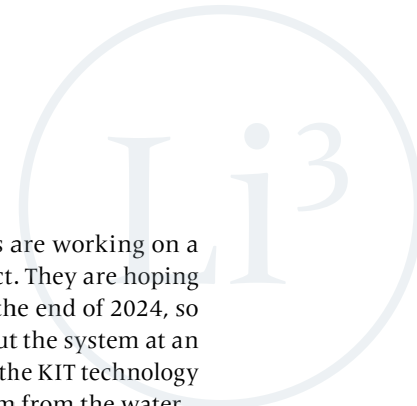 Li³
s are working on a
ct. They are hoping
the end of 2024, so
ut the system at an
the KIT technology
m from the water